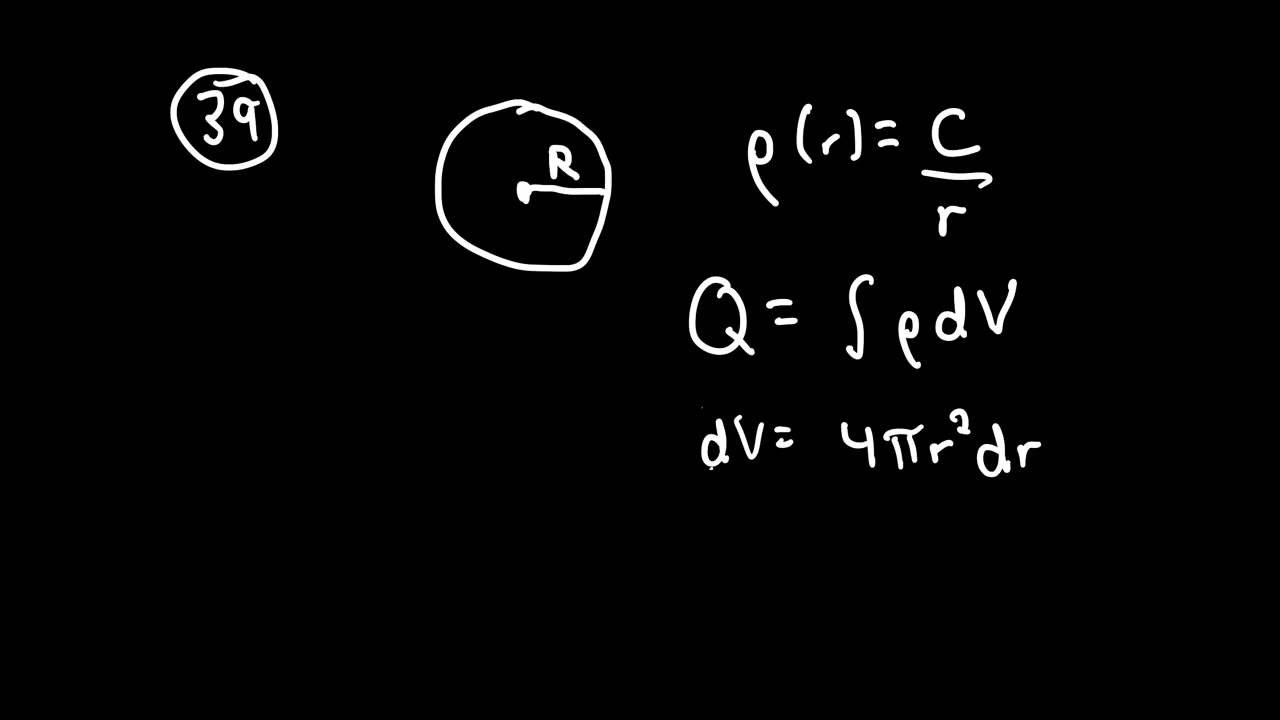 39
R
ρ(r) = C/r
Q = ∫ρdV
dV = 4πr²dr